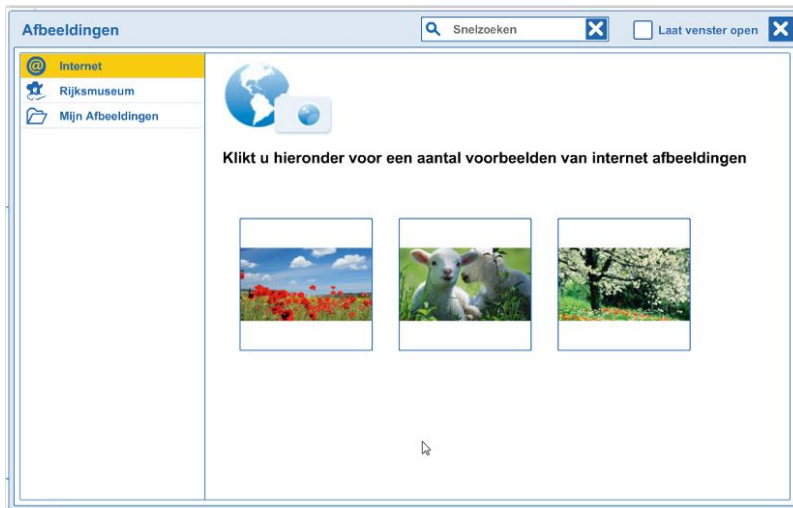 Afbeeldingen
Snelzoeken
Laat venster open
Internet
Rijksmuseum
Mijn Afbeeldingen
Klikt u hieronder voor een aantal voorbeelden van internet afbeeldingen